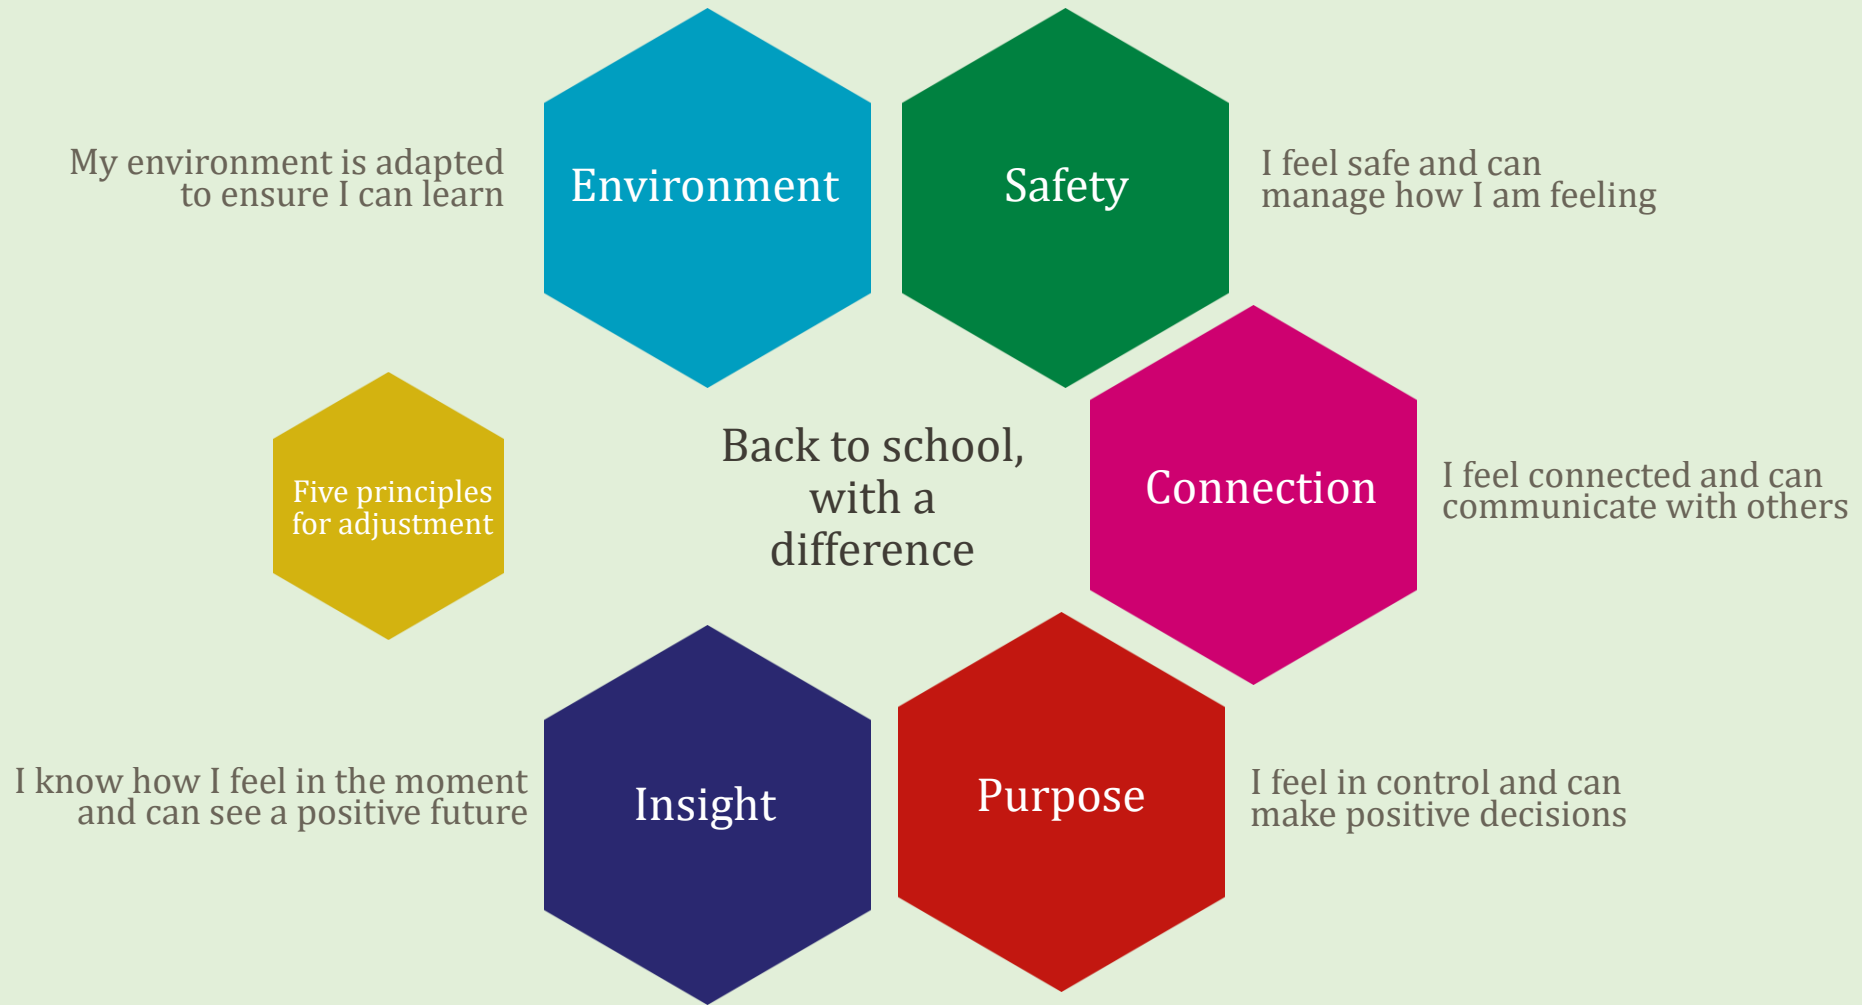 My environment is adapted
to ensure I can learn
Environment
Safety
I feel safe and can
manage how I am feeling
Five principles
for adjustment
Back to school,
with a
difference
Connection
I feel connected and can
communicate with others
I know how I feel in the moment
and can see a positive future
Insight
Purpose
I feel in control and can
make positive decisions